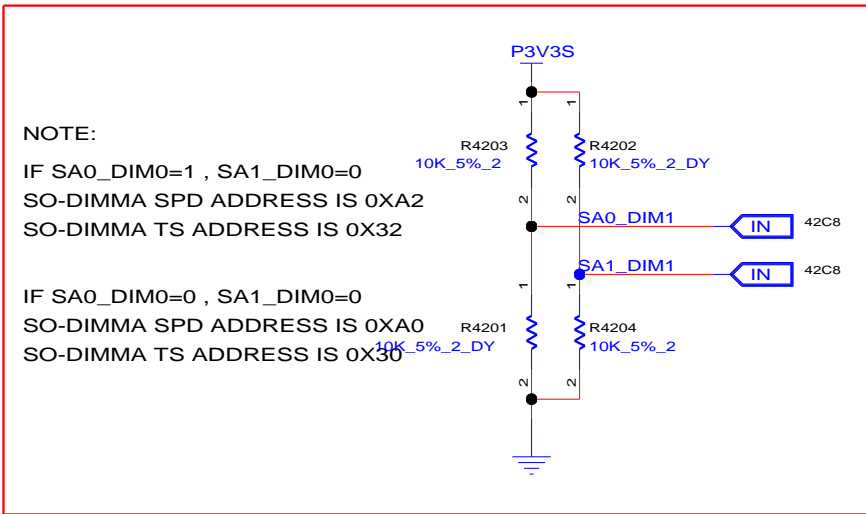 P3V3S
NOTE:
IF SA0_DIM0=1 , SA1_DIM0=0
SO-DIMMA SPD ADDRESS IS 0XA2
SO-DIMMA TS ADDRESS IS 0X32
IF SA0_DIM0=0 , SA1_DIM0=0
SO-DIMMA SPD ADDRESS IS 0XA0
SO-DIMMA TS ADDRESS IS 0X30
1
1
R4203
10K_5%_2
R4202
10K_5%_2_DY
2
2
SA0_DIM1
IN
42C8
SA1_DIM1
IN
42C8
1
1
R4201
10K_5%_2_DY
R4204
10K_5%_2
2
2